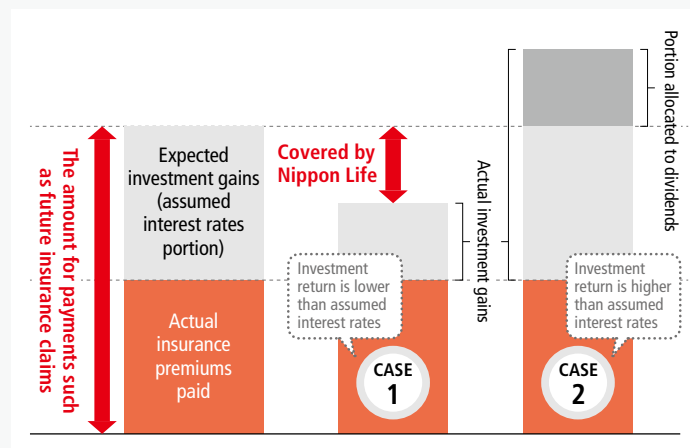 The amount for payments such
as future insurance claims
Expected
investment gains
(assumed
interest rates
portion)
Actual
insurance
premiums
paid
Covered by
Nippon Life
Investment
return is lower
than assumed
interest rates
CASE
1
Actual investment gains
Portion allocated to dividends
Investment
return is higher
than assumed
interest rates
CASE
2